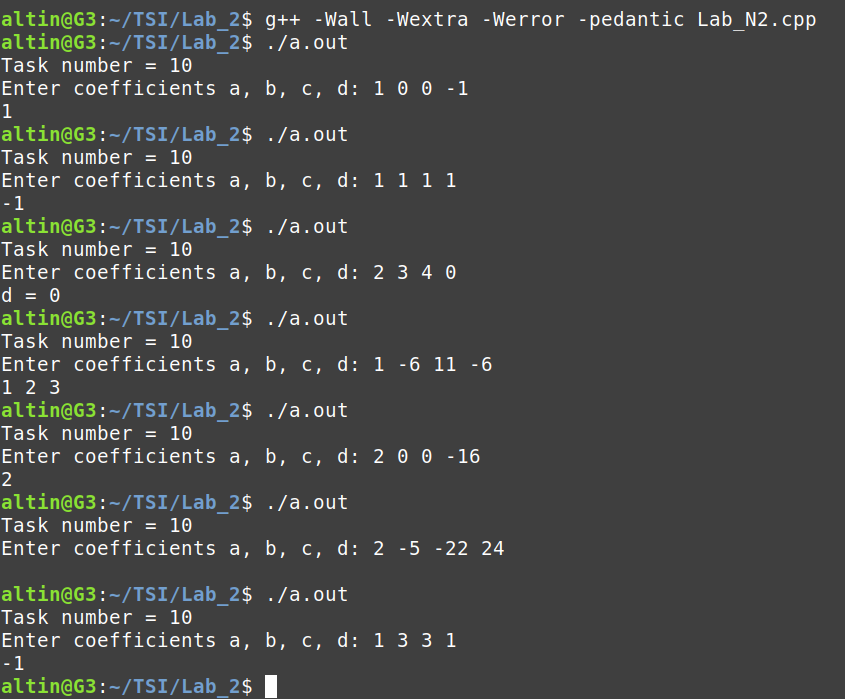 altin@G3:~/TSI/Lab_2$ g++ -Wall -Wextra -Werror -pedantic Lab_N2.cpp
altin@G3:~/TSI/Lab_2$ ./a.out
Task number = 10
Enter coefficients a, b, c, d: 1 0 0 -1
1
altin@G3:~/TSI/Lab_2$ ./a.out
Task number = 10
Enter coefficients a, b, c, d: 1 1 1 1
-1
altin@G3:~/TSI/Lab_2$ ./a.out
Task number = 10
Enter coefficients a, b, c, d: 2 3 4 0
d = 0
altin@G3:~/TSI/Lab_2$ ./a.out
Task number = 10
Enter coefficients a, b, c, d: 1 -6 11 -6
1 2 3
altin@G3:~/TSI/Lab_2$ ./a.out
Task number = 10
Enter coefficients a, b, c, d: 2 0 0 -16
2
altin@G3:~/TSI/Lab_2$ ./a.out
Task number = 10
Enter coefficients a, b, c, d: 2 -5 -22 24

altin@G3:~/TSI/Lab_2$ ./a.out
Task number = 10
Enter coefficients a, b, c, d: 1 3 3 1
-1
altin@G3:~/TSI/Lab_2$